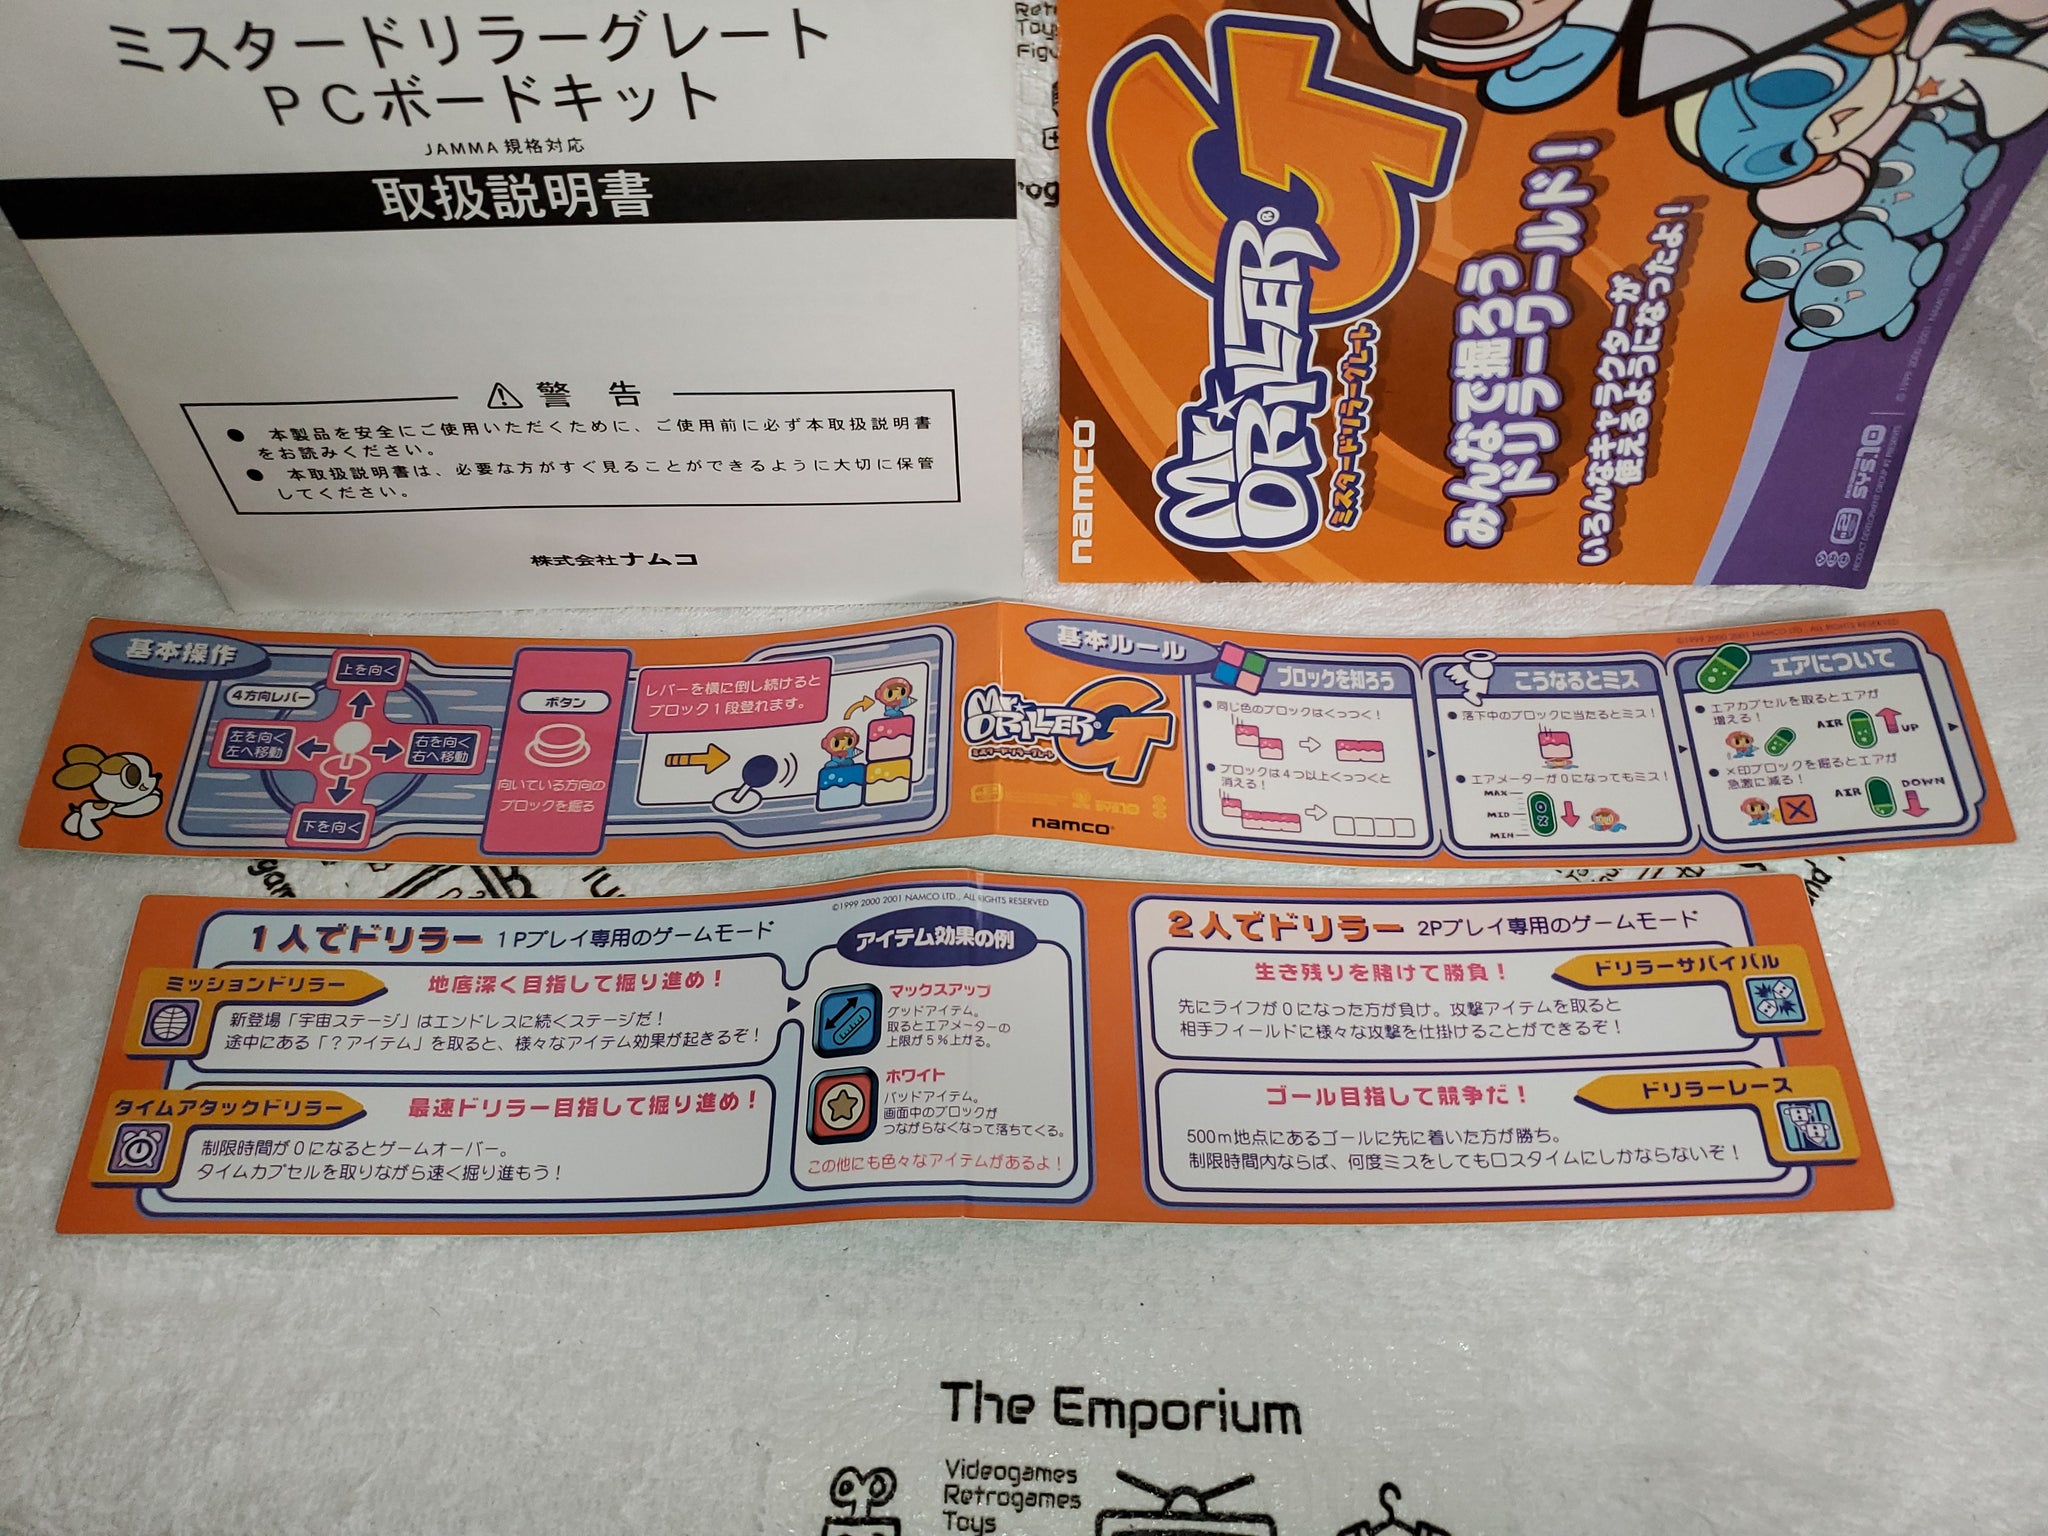 ミスタードリラーグレート
PCボードキット
JAMMA規格対応
取扱説明書
警 告
● 本製品を安全にご使用いただくために、ご使用前に必ず本取扱説明書
をお読みください。
● 本取扱説明書は、必要な方がすぐ見ることができるように大切に保管
してください。
株式会社ナムコ
namco
Mr. DRILLER® G
ミスタードリラーグレート
みんなで掘ろう
ドリラーワールド!
いろんなキャラクターが
使えるようになったよ!
SYS.10
基本操作
4方向レバー
上を向く
左を向く
左へ移動
右を向く
右へ移動
下を向く
ボタン
向いている方向の
ブロックを掘る
レバーを横に倒し続けると
ブロック1段登れます。
Mr. DRILLER® G
ミスタードリラーグレート
namco®
©1999 2000 2001 NAMCO LTD., ALL RIGHTS RESERVED
基本ルール
ブロックを知ろう
●同じ色のブロックはくっつく!
●ブロックは4つ以上くっつくと
消える!
こうなるとミス
●落下中のブロックに当たるとミス!
●エアメーターが0になってもミス!
MAX
MID
MIN
エアについて
●エアカプセルを取るとエアが
増える!
AIR
UP
●×印ブロックを掘るとエアが
急激に減る!
AIR
DOWN
©1999 2000 2001 NAMCO LTD., ALL RIGHTS RESERVED
1人でドリラー 1Pプレイ専用のゲームモード
ミッションドリラー
地底深く目指して掘り進め!
新登場「宇宙ステージ」はエンドレスに続くステージだ!
途中にある「?アイテム」を取ると、様々なアイテム効果が起きるぞ!
タイムアタックドリラー
最速ドリラー目指して掘り進め!
制限時間が0になるとゲームオーバー。
タイムカプセルを取りながら速く掘り進もう!
アイテム効果の例
マックスアップ
グッドアイテム。
取るとエアメーターの
上限が5%上がる。
ホワイト
バッドアイテム。
画面中のブロックが
つながらなくなって落ちてくる。
この他にも色々なアイテムがあるよ!
2人でドリラー 2Pプレイ専用のゲームモード
生き残りを賭けて勝負!
ドリラーサバイバル
先にライフが0になった方が負け。攻撃アイテムを取ると
相手フィールドに様々な攻撃を仕掛けることができるぞ!
ゴール目指して競争だ!
ドリラーレース
500m地点にあるゴールに先に着いた方が勝ち。
制限時間内ならば、何度ミスをしてもロスタイムにしかならないぞ!
The Emporium
Videogames
Retrogames
Toys